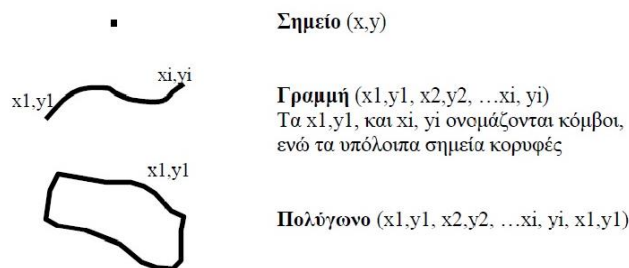 Σημείο (x,y)
xi,yi
x1,y1
Γραμμή (x1,y1, x2,y2, …xi, yi)
Τα x1,y1, και xi, yi ονομάζονται κόμβοι,
ενώ τα υπόλοιπα σημεία κορυφές
x1,y1
Πολύγωνο (x1,y1, x2,y2, …xi, yi, x1,y1)